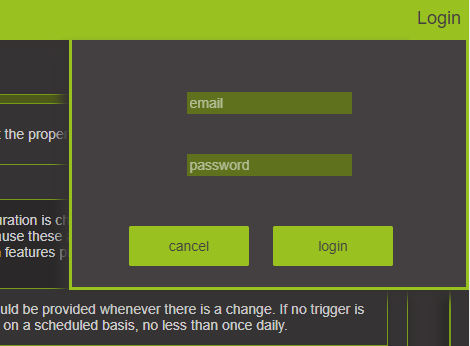 Login
email
t the proper
password
uration is ch
ause these
features p
cancel
login
ould be provided whenever there is a change. If no trigger is
on a scheduled basis, no less than once daily.